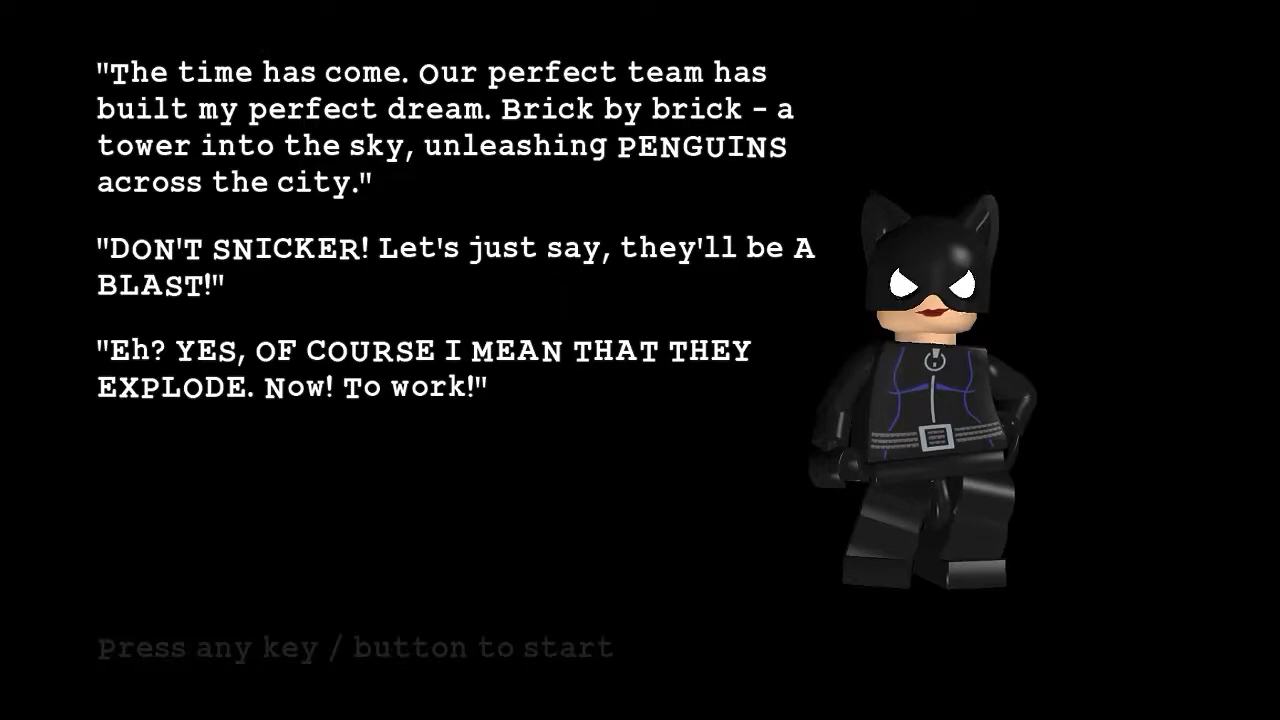 "The time has come. Our perfect team has
built my perfect dream. Brick by brick - a
tower into the sky, unleashing PENGUINS
across the city."
"DON'T SNICKER! Let's just say, they'll be A
BLAST!"
"Eh? YES, OF COURSE I MEAN THAT THEY
EXPLODE. Now! To work!"
Press any key / button to start